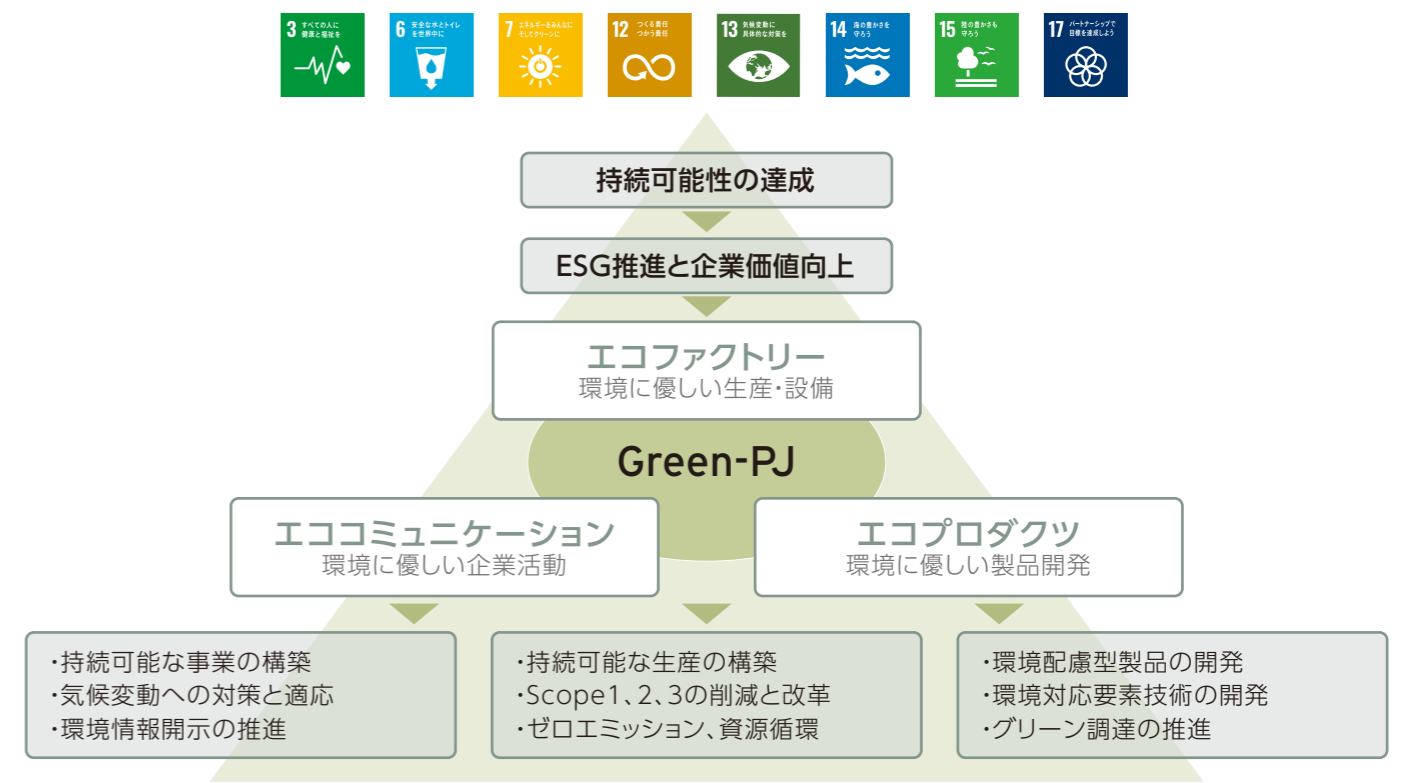 3 すべての人に
健康と福祉を
6 安全な水とトイレ
を世界中に
7 エネルギーをみんなに
そしてクリーンに
12 つくる責任
つかう責任
13 気候変動に
具体的な対策を
14 海の豊かさを
守ろう
15 陸の豊かさも
守ろう
17 パートナーシップで
目標を達成しよう
持続可能性の達成
ESG推進と企業価値向上
エコファクトリー
環境に優しい生産・設備
Green-PJ
エココミュニケーション
環境に優しい企業活動
エコプロダクツ
環境に優しい製品開発
・持続可能な事業の構築
・気候変動への対策と適応
・環境情報開示の推進
・持続可能な生産の構築
・Scope1、2、3の削減と改革
・ゼロエミッション、資源循環
・環境配慮型製品の開発
・環境対応要素技術の開発
・グリーン調達の推進